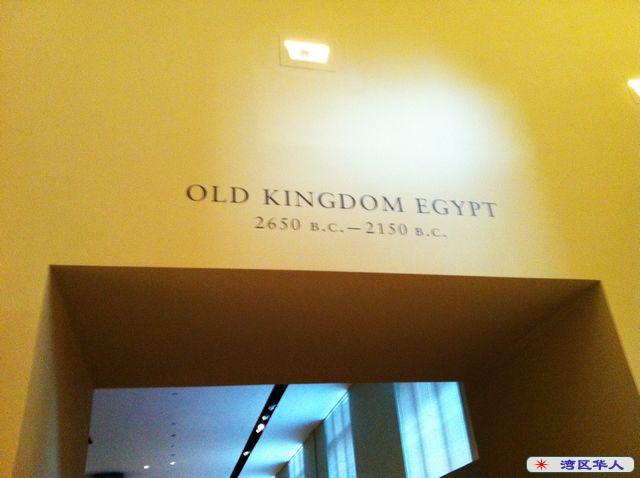 OLD KINGDOM EGYPT
2650 B.C.—2150 B.C.
湾区华人